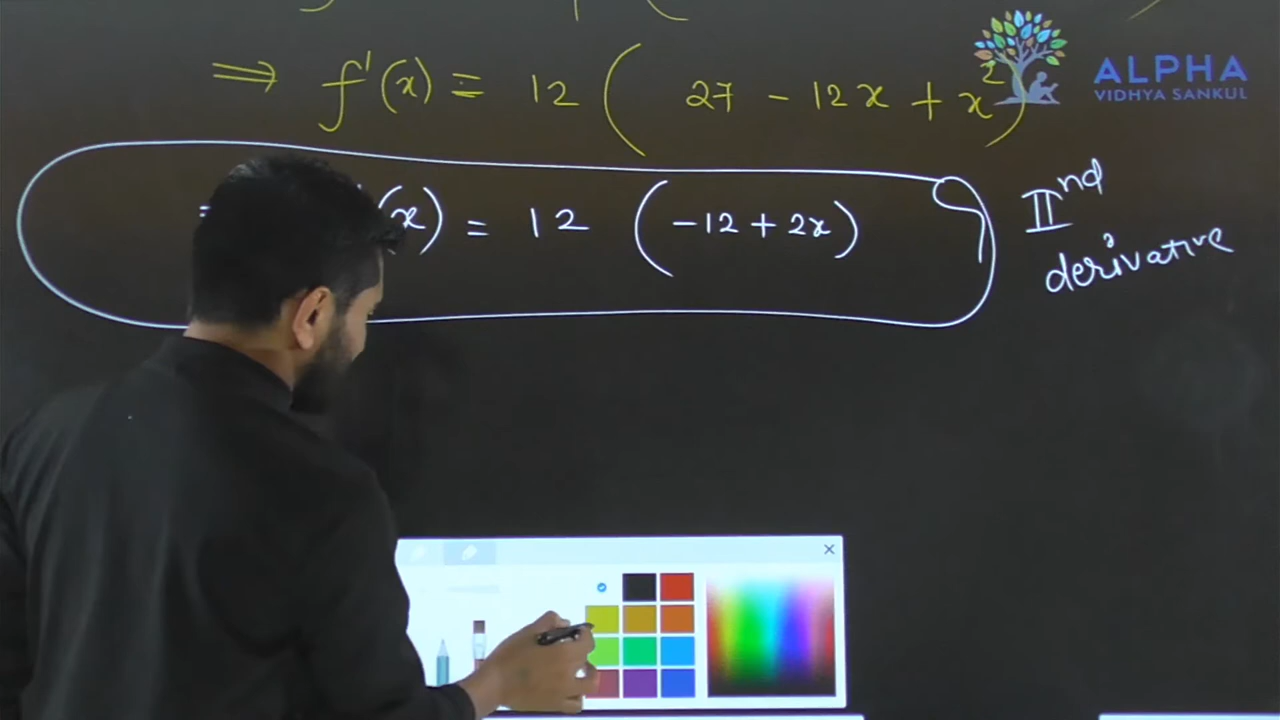 ⟹ f'(x) = 12 ( 27 - 12x + x²)
ALPHA
VIDHYA SANKUL
(x) = 12 (-12 + 2x)
IInd
derivative